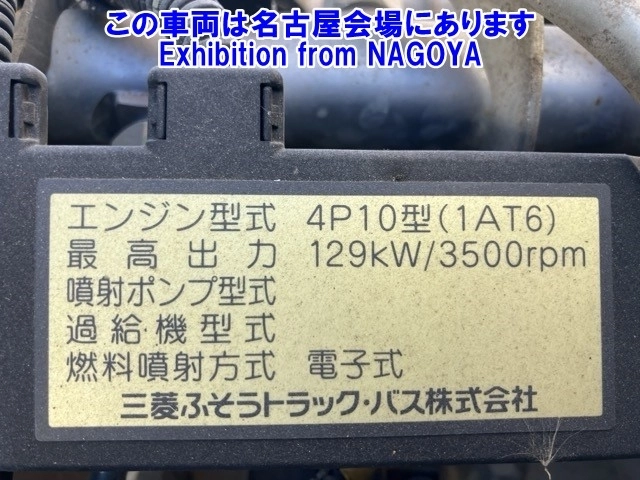 この車両は名古屋会場にあります
Exhibition from NAGOYA
エンジン型式 4P10型(1AT6)
最高出力 129kW/3500rpm
噴射ポンプ型式
過給機型式
燃料噴射方式 電子式
三菱ふそうトラック・バス株式会社